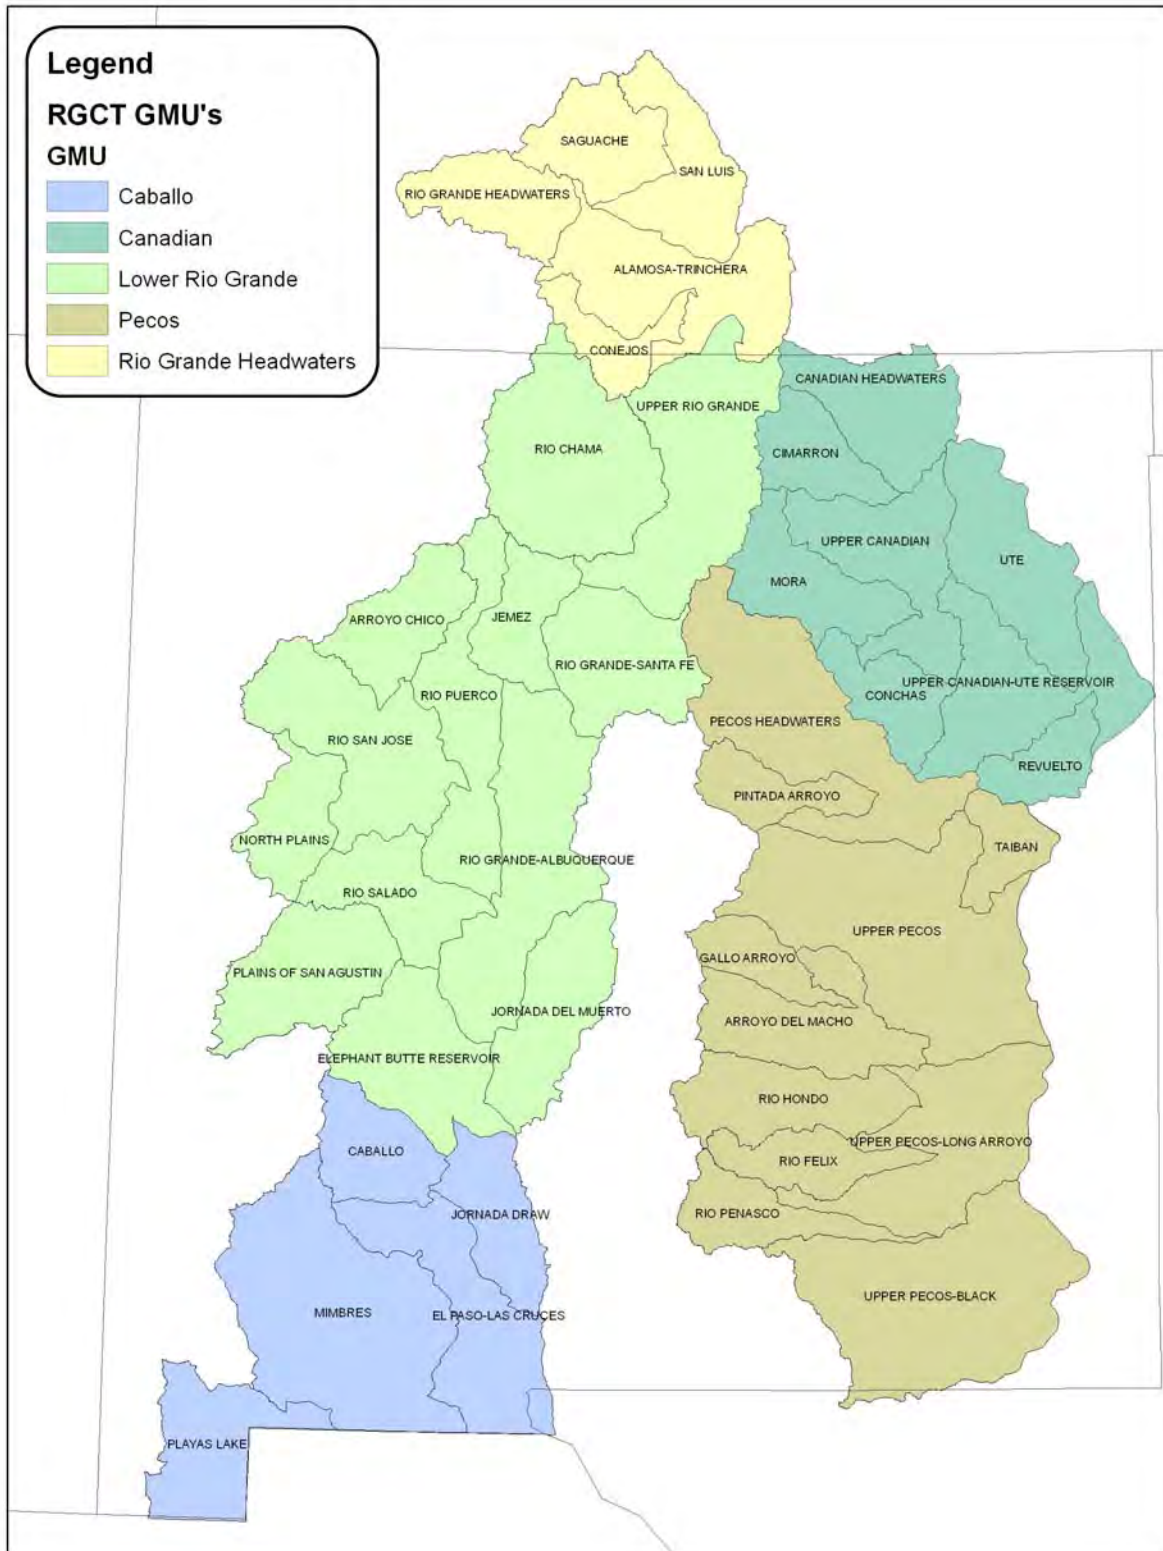 Legend
RGCT GMU's
GMU
Caballo
Canadian
Lower Rio Grande
Pecos
Rio Grande Headwaters
SAGUACHE
SAN LUIS
RIO GRANDE HEADWATERS
ALAMOSA-TRINCHERA
CONEJOS
CANADIAN HEADWATERS
UPPER RIO GRANDE
RIO CHAMA
CIMARRON
UPPER CANADIAN
UTE
MORA
ARROYO CHICO
JEMEZ
RIO GRANDE-SANTA FE
UPPER CANADIAN-UTE RESERVOIR
RIO PUERCO
CONCHAS
PECOS HEADWATERS
RIO SAN JOSE
REVUELTO
PINTADA ARROYO
NORTH PLAINS
TAIBAN
RIO GRANDE-ALBUQUERQUE
RIO SALADO
UPPER PECOS
GALLO ARROYO
PLAINS OF SAN AGUSTIN
JORNADA DEL MUERTO
ARROYO DEL MACHO
ELEPHANT BUTTE RESERVOIR
RIO HONDO
UPPER PECOS-LONG ARROYO
CABALLO
RIO FELIX
JORNADA DRAW
RIO PENASCO
UPPER PECOS-BLACK
MIMBRES
EL PASO-LAS CRUCES
PLAYAS LAKE